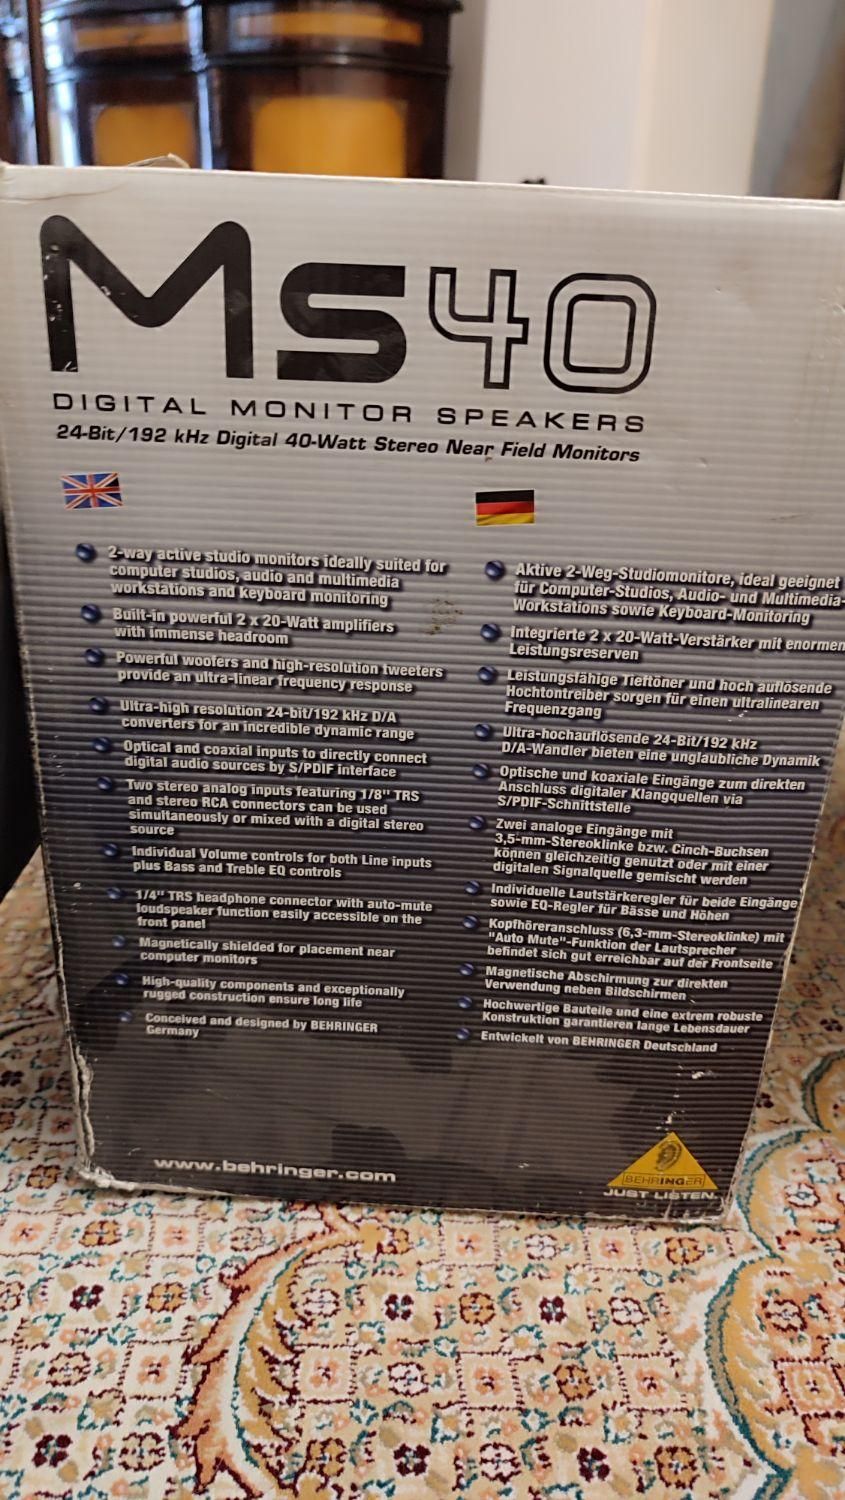 Ms40
DIGITAL MONITOR SPEAKERS
24-Bit/192 kHz Digital 40-Watt Stereo Near Field Monitors
2-way active studio monitors ideally suited for
computer studios, audio and multimedia
workstations and keyboard monitoring
Built-in powerful 2 x 20-Watt amplifiers
with immense headroom
Powerful woofers and high-resolution tweeters
provide an ultra-linear frequency response
Ultra-high resolution 24-bit/192 kHz D/A
converters for an incredible dynamic range
Optical and coaxial inputs to directly connect
digital audio sources by S/PDIF interface
Two stereo analog inputs featuring 1/8" TRS
and stereo RCA connectors can be used
simultaneously or mixed with a digital stereo
source
Individual Volume controls for both Line inputs
plus Bass and Treble EQ controls
1/4" TRS headphone connector with auto-mute
loudspeaker function easily accessible on the
front panel
Magnetically shielded for placement near
computer monitors
High-quality components and exceptionally
rugged construction ensure long life
Conceived and designed by BEHRINGER
Germany
Aktive 2-Weg-Studiomonitore, ideal geeignet
für Computer-Studios, Audio- und Multimedia-
Workstations sowie Keyboard-Monitoring
Integrierte 2 x 20-Watt-Verstärker mit enormen
Leistungsreserven
Leistungsfähige Tieftöner und hoch auflösende
Hochtontreiber sorgen für einen ultralinearen
Frequenzgang
Ultra-hochauflösende 24-Bit/192 kHz
D/A-Wandler bieten eine unglaubliche Dynamik
Optische und koaxiale Eingänge zum direkten
Anschluss digitaler Klangquellen via
S/PDIF-Schnittstelle
Zwei analoge Eingänge mit
3,5-mm-Stereoklinke bzw. Cinch-Buchsen
können gleichzeitig genutzt oder mit einer
digitalen Signalquelle gemischt werden
Individuelle Lautstärkeregler für beide Eingänge
sowie EQ-Regler für Bässe und Höhen
Kopfhöreranschluss (6,3-mm-Stereoklinke) mit
"Auto Mute"-Funktion der Lautsprecher
befindet sich gut erreichbar auf der Frontseite
Magnetische Abschirmung zur direkten
Verwendung neben Bildschirmen
Hochwertige Bauteile und eine extrem robuste
Konstruktion garantieren lange Lebensdauer
Entwickelt von BEHRINGER Deutschland
www.behringer.com
BEHRINGER
JUST LISTEN.